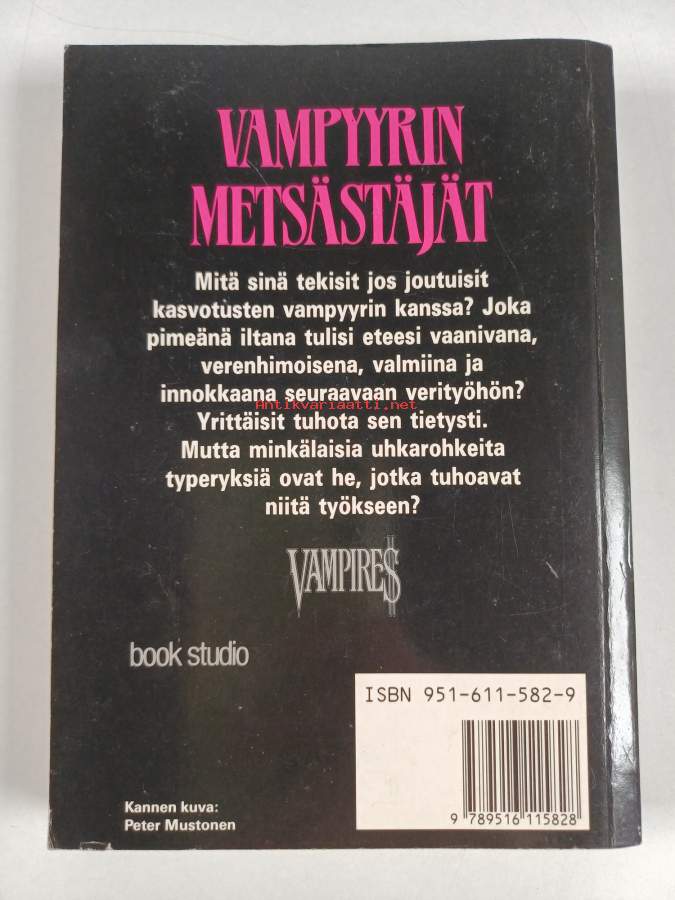 VAMPYYRIN
METSÄSTÄJÄT
Mitä sinä tekisit jos joutuisit
kasvotusten vampyyrin kanssa? Joka
pimeänä iltana tulisi eteesi vaanivana,
verenhimoisena, valmiina ja
innokkaana seuraavaan verityöhön?
Antikvariaatti.net
Yrittäisit tuhota sen tietysti.
Mutta minkälaisia uhkarohkeita
typeryksiä ovat he, jotka tuhoavat
niitä työkseen?
VAMPIRE$
book studio
ISBN 951-611-582-9
9 789516 115828
Kannen kuva:
Peter Mustonen